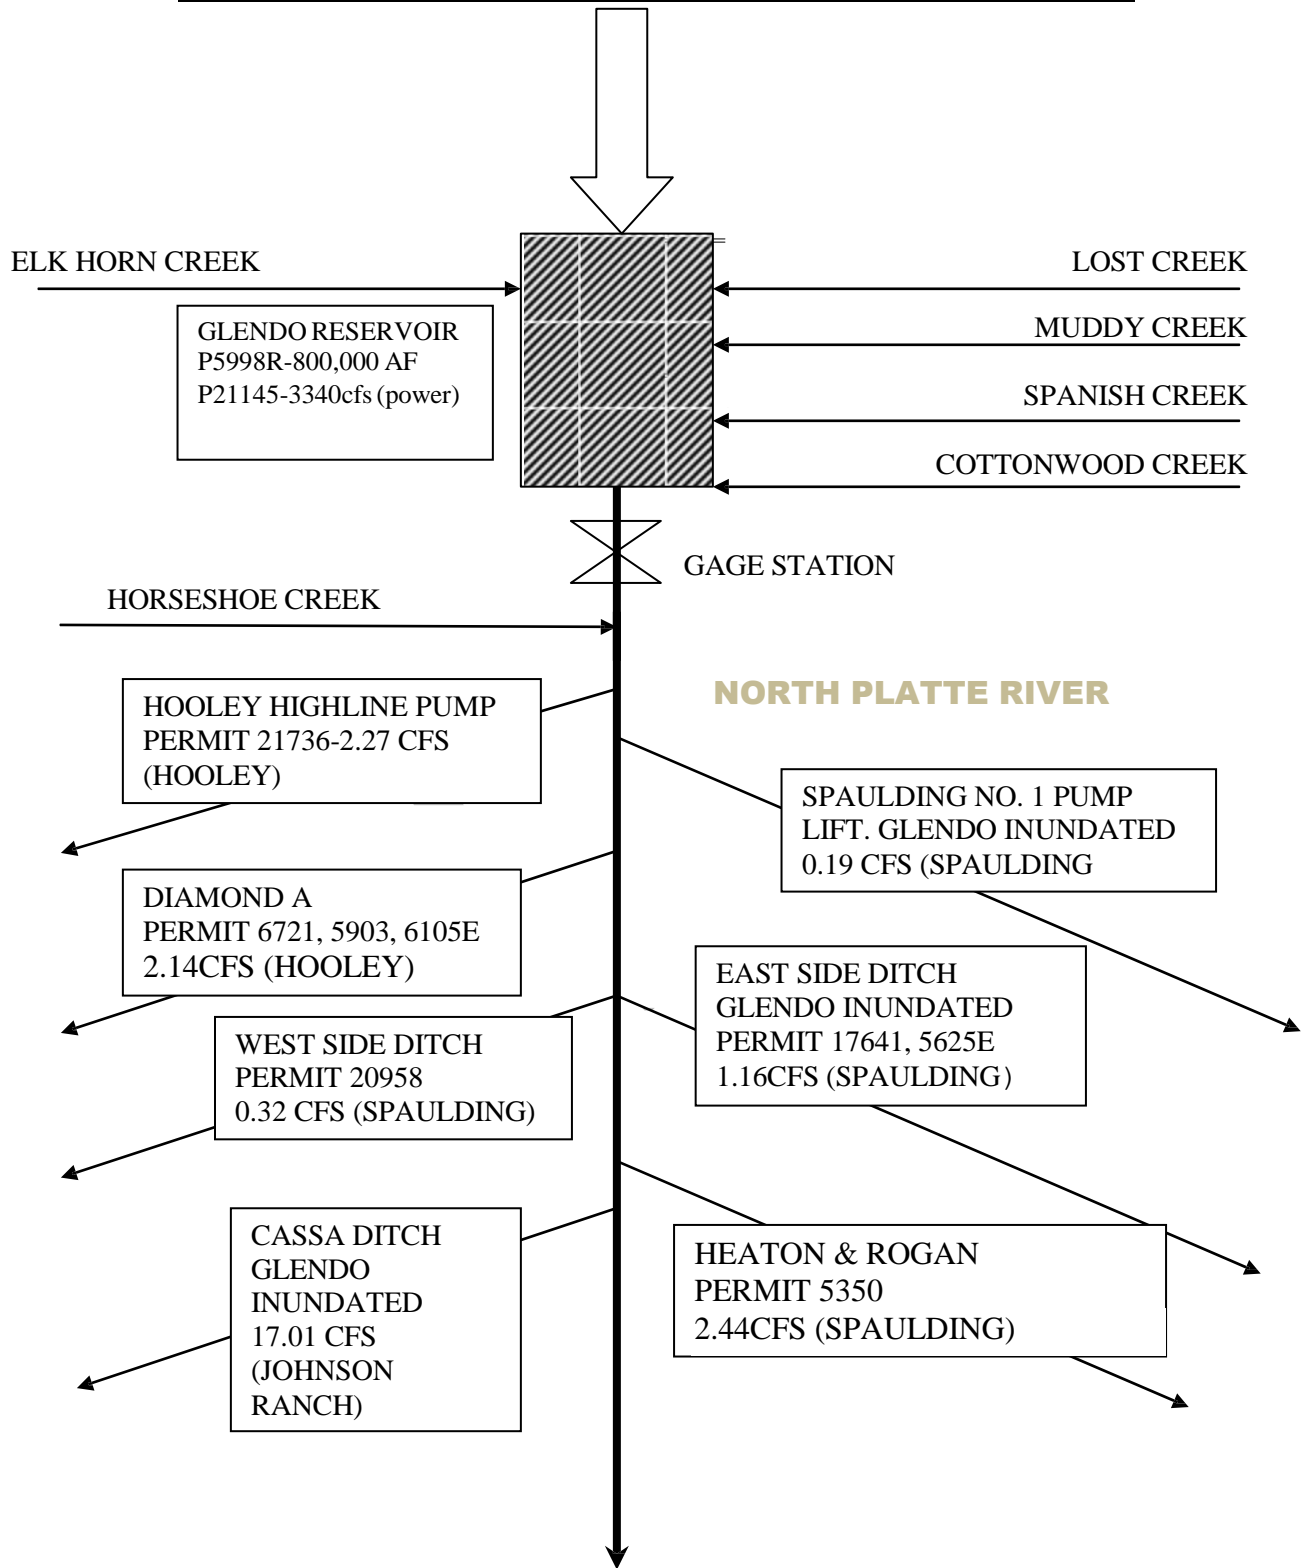 ELK HORN CREEK
LOST CREEK
GLENDO RESERVOIR
P5998R-800,000 AF
P21145-3340cfs (power)
MUDDY CREEK
SPANISH CREEK
COTTONWOOD CREEK
GAGE STATION
HORSESHOE CREEK
NORTH PLATTE RIVER
HOOLEY HIGHLINE PUMP
PERMIT 21736-2.27 CFS
(HOOLEY)
SPAULDING NO. 1 PUMP
LIFT. GLENDO INUNDATED
0.19 CFS (SPAULDING
DIAMOND A
PERMIT 6721, 5903, 6105E
2.14CFS (HOOLEY)
EAST SIDE DITCH
GLENDO INUNDATED
PERMIT 17641, 5625E
1.16CFS (SPAULDING)
WEST SIDE DITCH
PERMIT 20958
0.32 CFS (SPAULDING)
CASSA DITCH
GLENDO
INUNDATED
17.01 CFS
(JOHNSON
RANCH)
HEATON & ROGAN
PERMIT 5350
2.44CFS (SPAULDING)